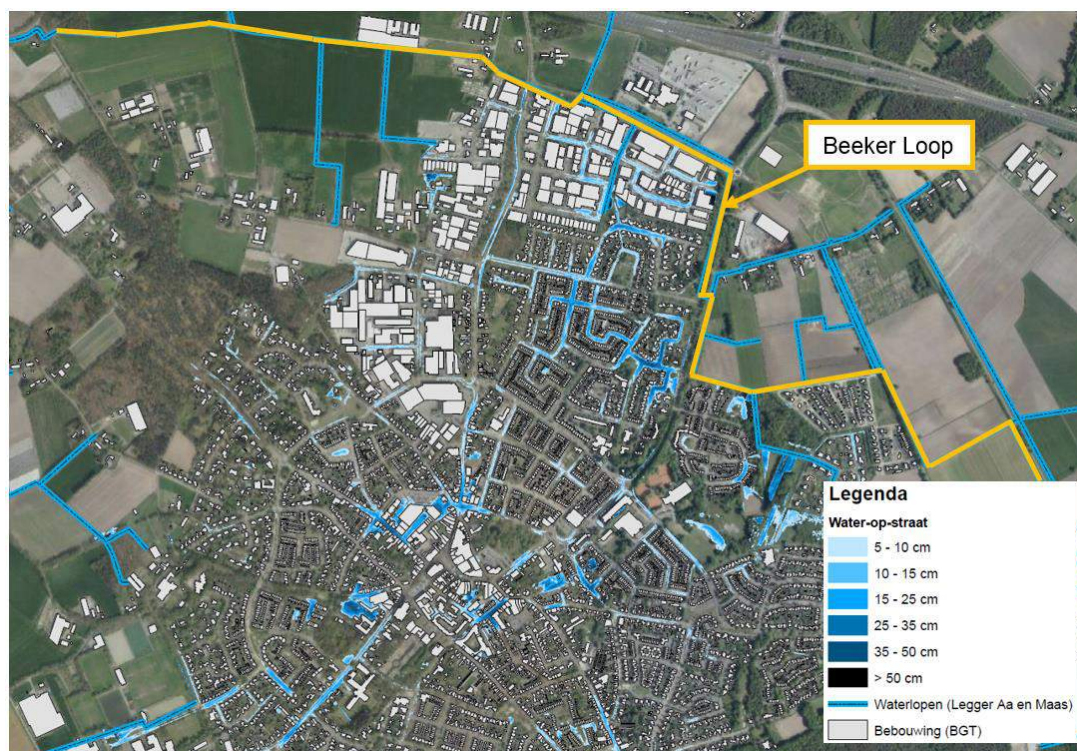 Beeker Loop
Legenda
Water-op-straat
5 - 10 cm
10 - 15 cm
15 - 25 cm
25 - 35 cm
35 - 50 cm
> 50 cm
Waterlopen (Legger Aa en Maas)
Bebouwing (BGT)